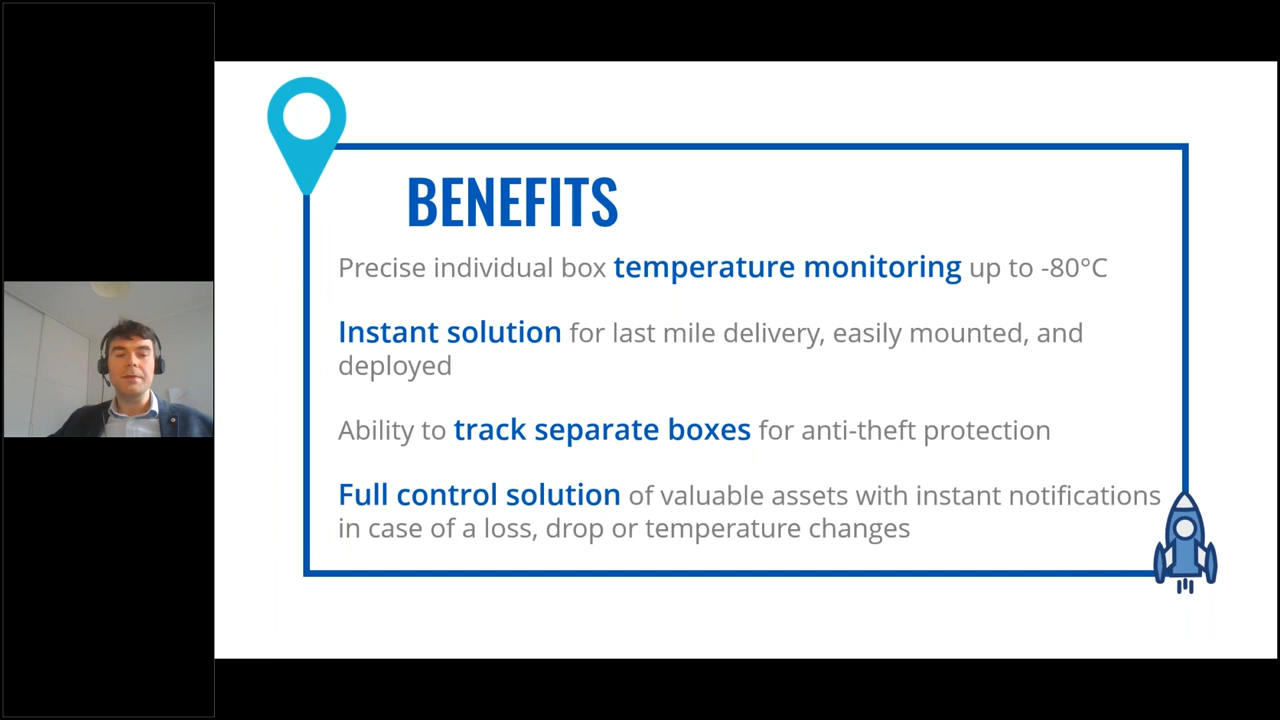 BENEFITS
Precise individual box temperature monitoring up to -80°C
Instant solution for last mile delivery, easily mounted, and
deployed
Ability to track separate boxes for anti-theft protection
Full control solution of valuable assets with instant notifications
in case of a loss, drop or temperature changes